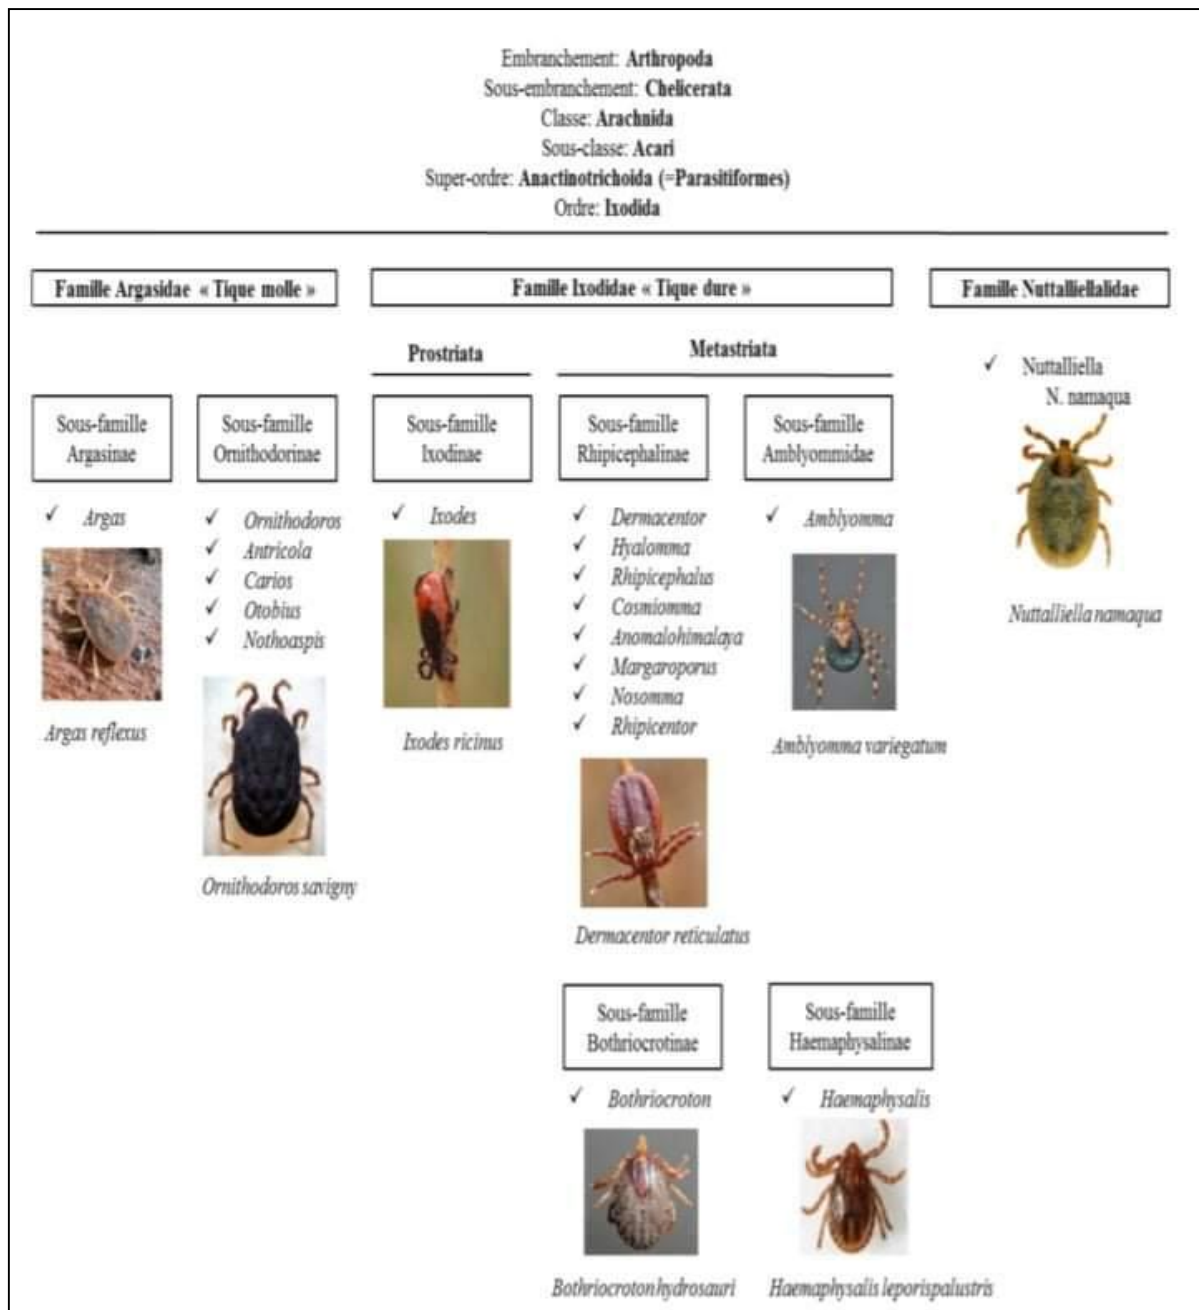 Embranchement: Arthropoda
Sous-embranchement: Chelicerata
Classe: Arachnida
Sous-classe: Acari
Super-ordre: Anactinotrichoida (=Parasitiformes)
Ordre: Ixodida
Famille Argasidae « Tique molle »
Famille Ixodidae « Tique dure »
Famille Nuttalliellalidae
Prostriata
Metastriata
✓ Nuttalliella
N. namaqua
Nuttalliella namaqua
Sous-famille
Argasinae
✓ Argas
Argas reflexus
Sous-famille
Ornithodorinae
✓ Ornithodoros
✓ Antricola
✓ Carios
✓ Otobius
✓ Nothoaspis
Ornithodoros savigny
Sous-famille
Ixodinae
✓ Ixodes
Ixodes ricinus
Sous-famille
Rhipicephalinae
✓ Dermacentor
✓ Hyalomma
✓ Rhipicephalus
✓ Cosmiomma
✓ Anomalohimalaya
✓ Margaroporus
✓ Nosomma
✓ Rhipicentor
Dermacentor reticulatus
Sous-famille
Amblyommidae
✓ Amblyomma
Amblyomma variegatum
Sous-famille
Bothriocrotinae
✓ Bothriocroton
Bothriocroton hydrosauri
Sous-famille
Haemaphysalinae
✓ Haemaphysalis
Haemaphysalis leporispalustris